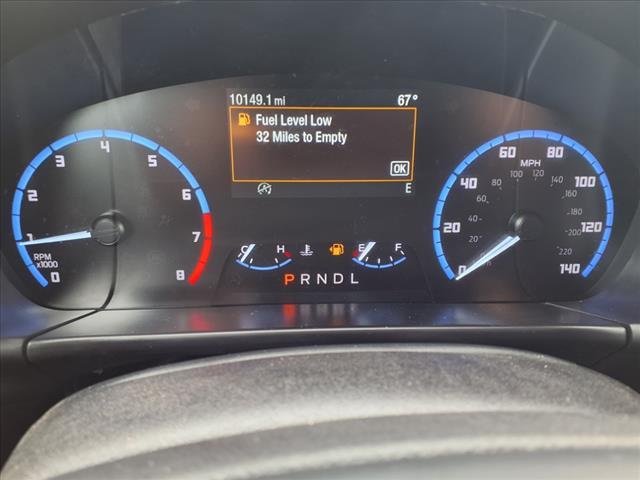 10149.1 mi 67°
Fuel Level Low
32 Miles to Empty
OK
E
0 1 2 3 4 5 6 7 8
RPM
x1000
C H
E F
PRNDL
0 20 40 60 80 100 120 140
MPH
20 80 100 120 140 160 200 220